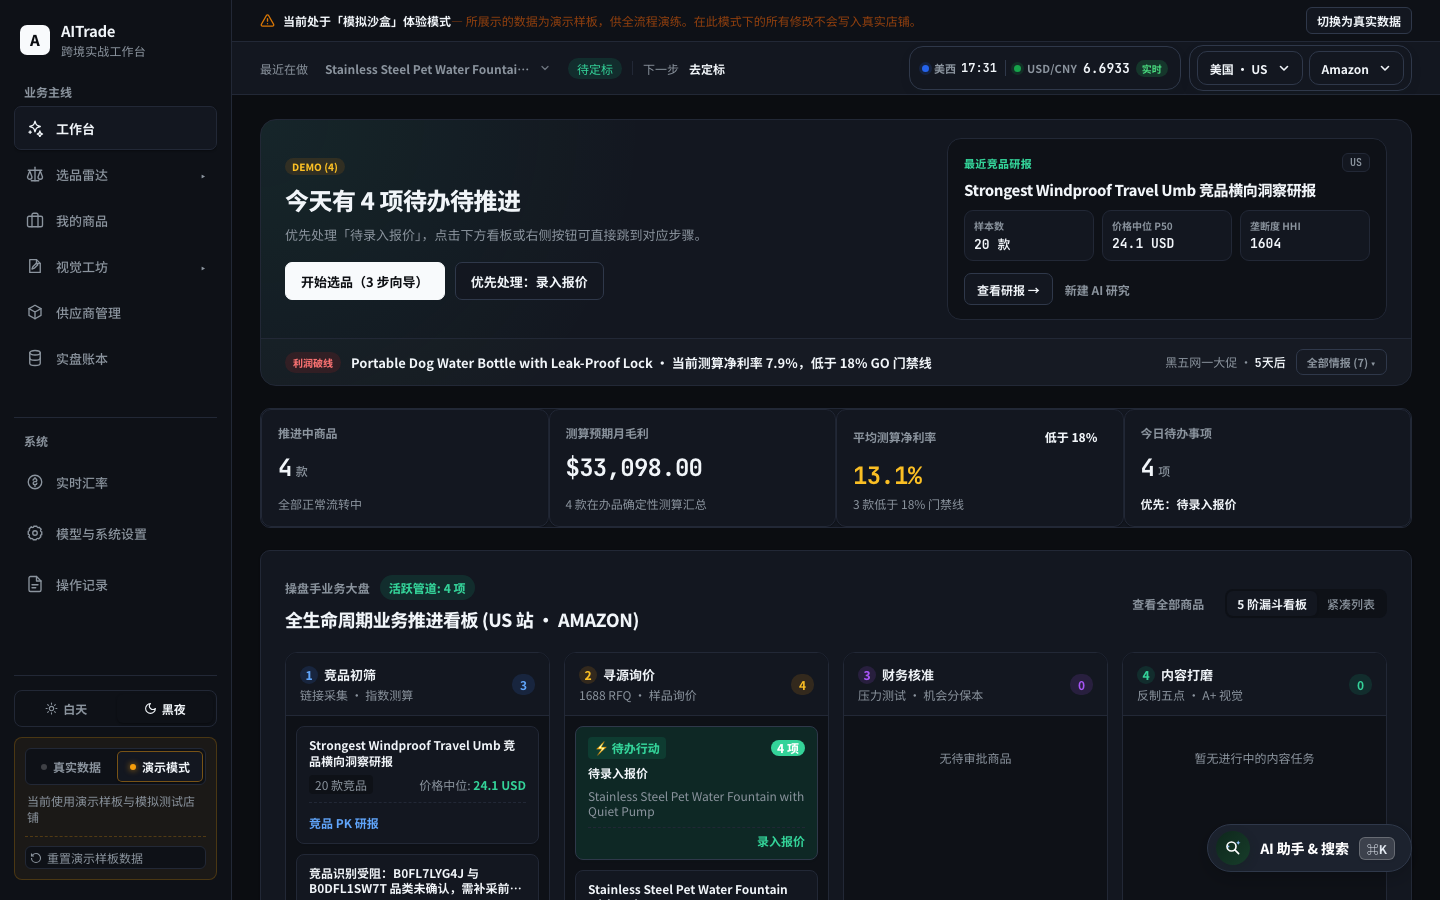 A
AITrade
跨境实战工作台
业务主线
工作台
选品雷达
我的商品
视觉工坊
供应商管理
实盘账本
系统
实时汇率
模型与系统设置
操作记录
白天
黑夜
真实数据
演示模式
当前使用演示样板与模拟测试店
铺
重置演示样板数据
当前处于「模拟沙盒」体验模式 — 所展示的数据为演示样板，供全流程演练。在此模式下的所有修改不会写入真实店铺。
切换为真实数据
最近在做 Stainless Steel Pet Water Fountai··· 待定标 下一步 去定标
美西 17:31 USD/CNY 6.6933 实时
美国 · US
Amazon
DEMO (4)
今天有 4 项待办待推进
优先处理「待录入报价」，点击下方看板或右侧按钮可直接跳到对应步骤。
开始选品（3 步向导）
优先处理：录入报价
最近竞品研报
US
Strongest Windproof Travel Umb 竞品横向洞察研报
样本数
20 款
价格中位 P50
24.1 USD
垄断度 HHI
1604
查看研报 →
新建 AI 研究
利润破线 Portable Dog Water Bottle with Leak-Proof Lock · 当前测算净利率 7.9%，低于 18% GO 门禁线
黑五网一大促 · 5天后
全部情报 (7) •
推进中商品
4 款
全部正常流转中
测算预期月毛利
$33,098.00
4 款在办品确定性测算汇总
平均测算净利率
低于 18%
13.1%
3 款低于 18% 门禁线
今日待办事项
4 项
优先：待录入报价
操盘手业务大盘
活跃管道: 4 项
全生命周期业务推进看板 (US 站 · AMAZON)
查看全部商品
5 阶漏斗看板
紧凑列表
1 竞品初筛
链接采集 · 指数测算
3
Strongest Windproof Travel Umb 竞
品横向洞察研报
20 款竞品
价格中位: 24.1 USD
竞品 PK 研报
竞品识别受阻：B0FL7LYG4J 与
B0DFL1SW7T 品类未确认，需补采前···
2 寻源询价
1688 RFQ · 样品询价
4
⚡ 待办行动
4 项
待录入报价
Stainless Steel Pet Water Fountain with
Quiet Pump
录入报价
Stainless Steel Pet Water Fountain
3 财务核准
压力测试 · 机会分保本
0
无待审批商品
4 内容打磨
反制五点 · A+ 视觉
0
暂无进行中的内容任务
AI 助手 & 搜索 ⌘K